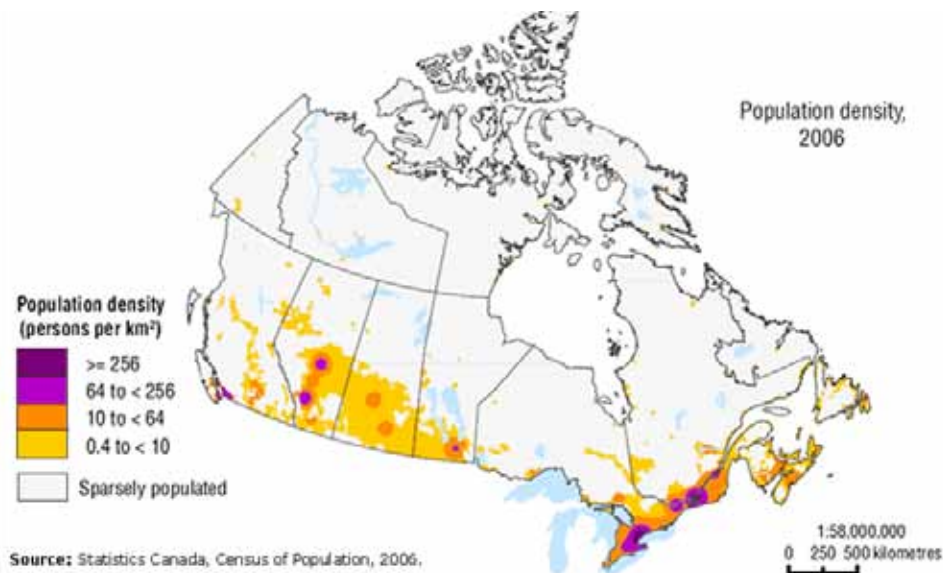 Population density,
2006
Population density
(persons per km²)
>= 256
64 to < 256
10 to < 64
0.4 to < 10
Sparsely populated
Source: Statistics Canada, Census of Population, 2006.
1:58,000,000
0 250 500 kilometres